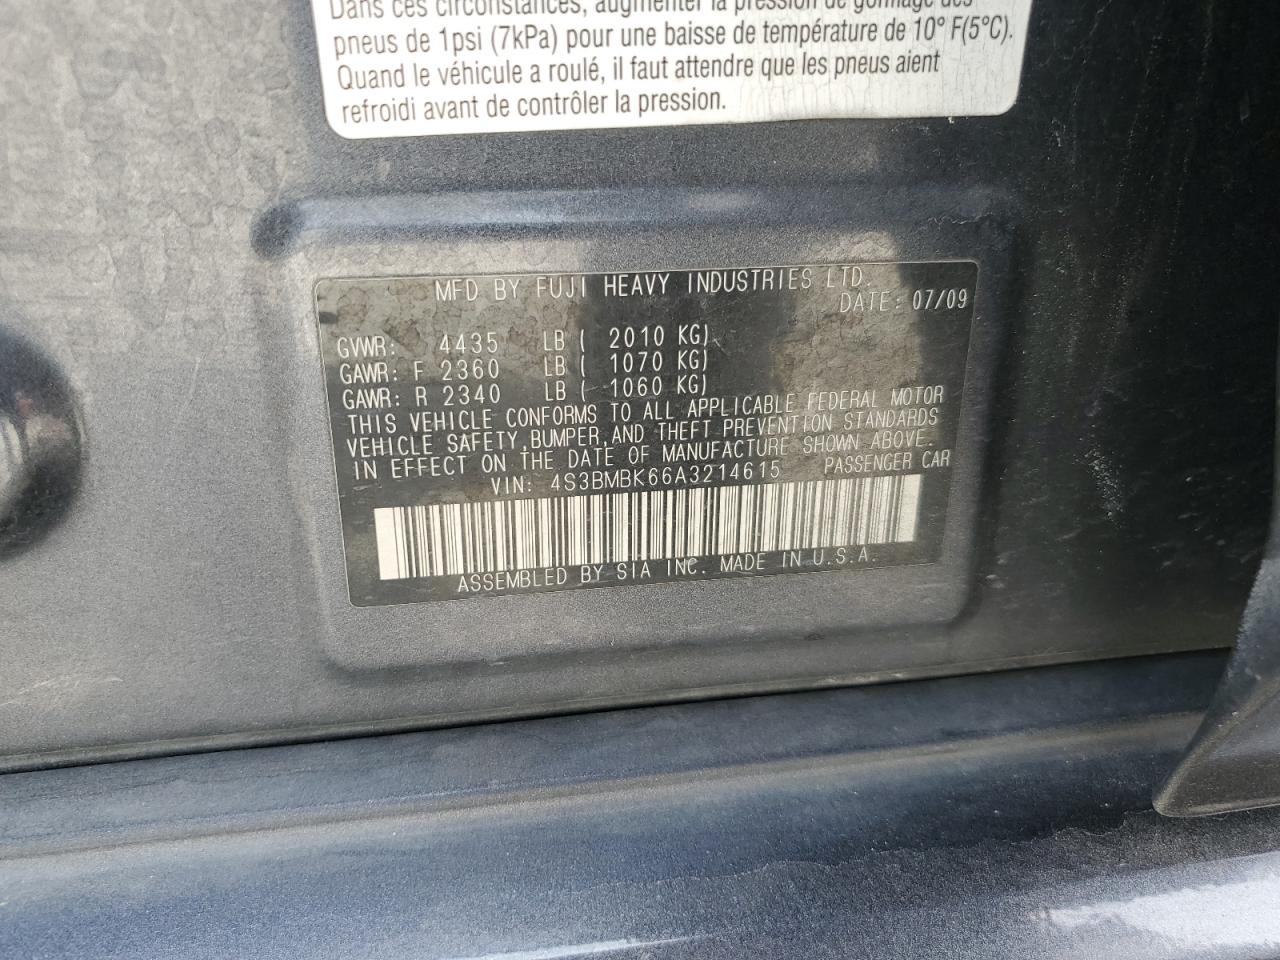 Dans ces circonstances, augmenter la pression de gonflage des
pneus de 1psi (7kPa) pour une baisse de température de 10° F(5°C).
Quand le véhicule a roulé, il faut attendre que les pneus aient
refroidi avant de contrôler la pression.
MFD BY FUJI HEAVY INDUSTRIES LTD.
DATE: 07/09
GVWR: 4435 LB ( 2010 KG)
GAWR: F 2360 LB ( 1070 KG)
GAWR: R 2340 LB ( 1060 KG)
THIS VEHICLE CONFORMS TO ALL APPLICABLE FEDERAL MOTOR
VEHICLE SAFETY, BUMPER, AND THEFT PREVENTION STANDARDS
IN EFFECT ON THE DATE OF MANUFACTURE SHOWN ABOVE.
VIN: 4S3BMBK66A3214615 PASSENGER CAR
ASSEMBLED BY SIA INC. MADE IN U.S.A.